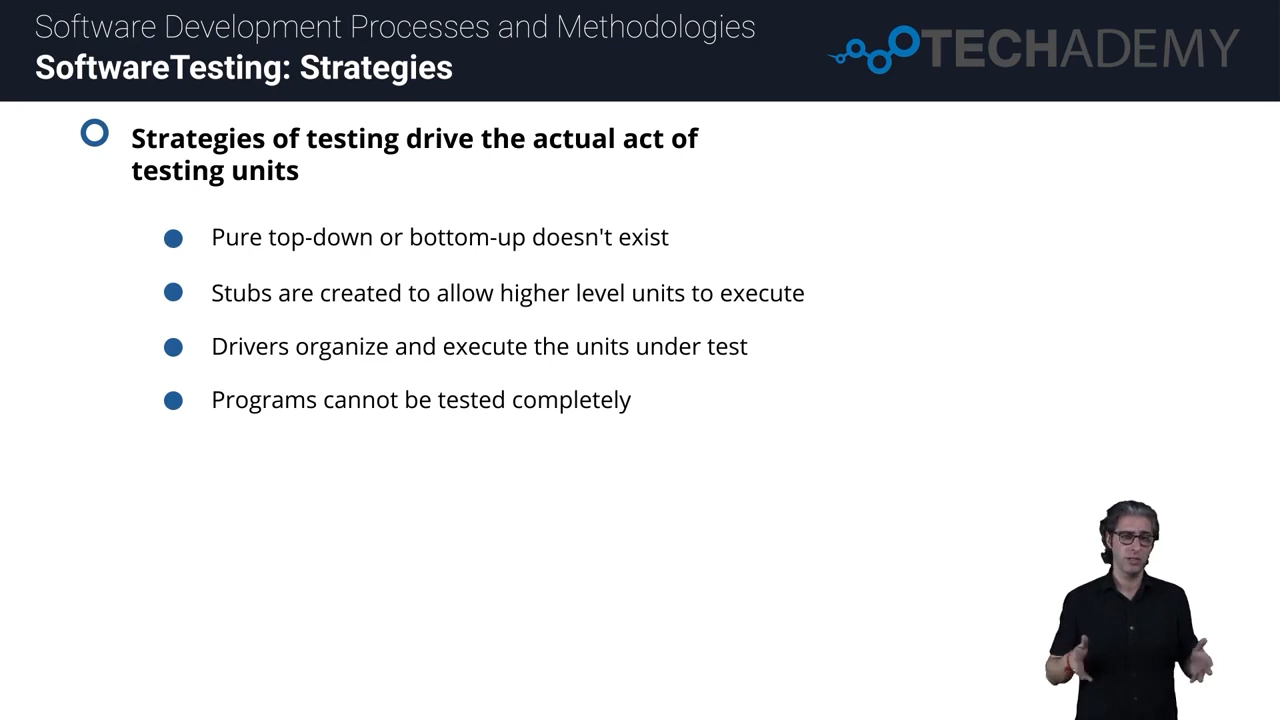 Software Development Processes and Methodologies
SoftwareTesting: Strategies
TECHADEMY
Strategies of testing drive the actual act of
testing units
Pure top-down or bottom-up doesn't exist
Stubs are created to allow higher level units to execute
Drivers organize and execute the units under test
Programs cannot be tested completely